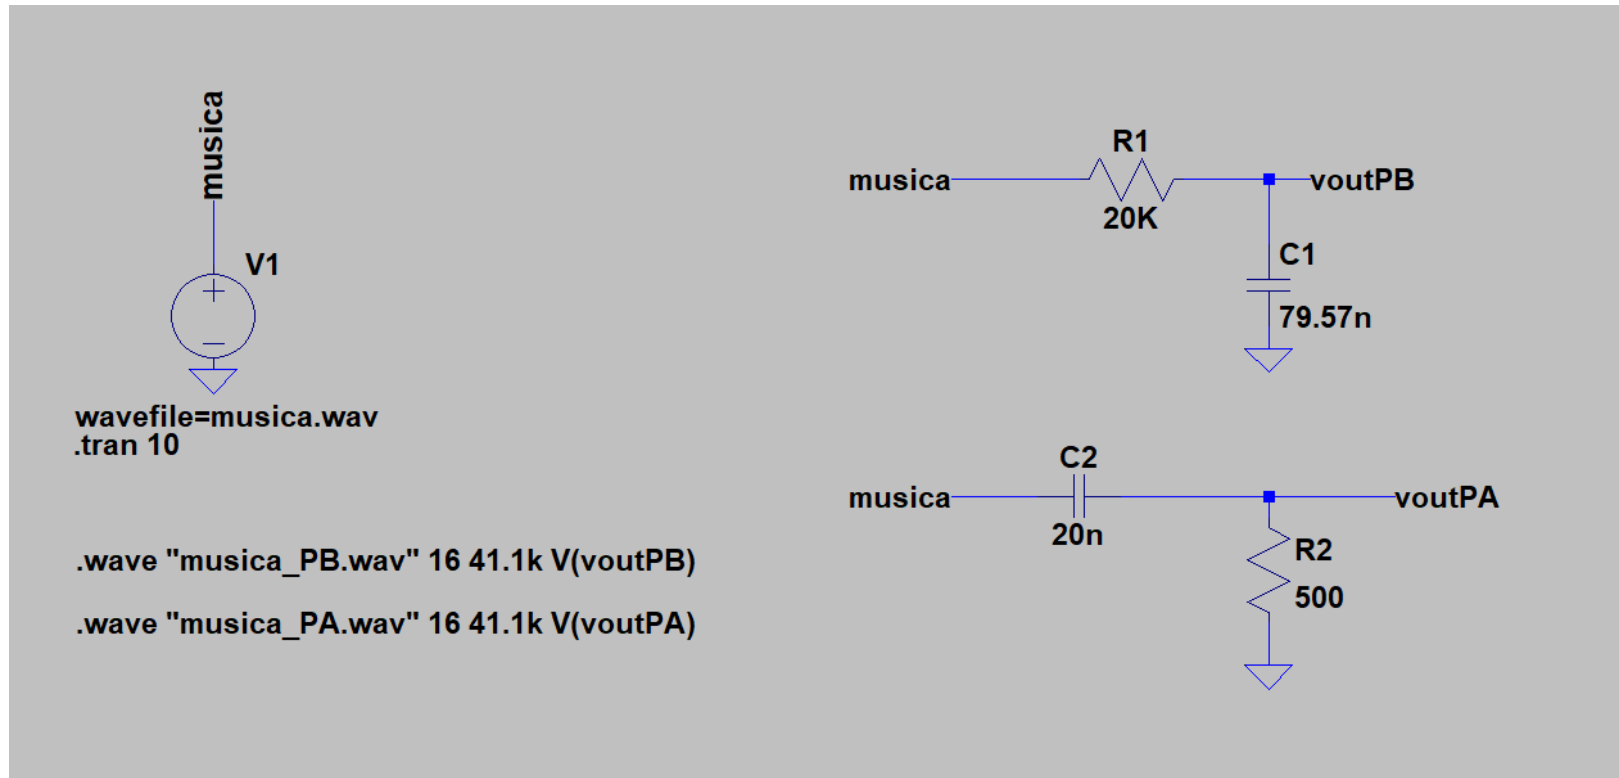 musica
V1
wavefile=musica.wav
.tran 10
.wave "musica_PB.wav" 16 41.1k V(voutPB)
.wave "musica_PA.wav" 16 41.1k V(voutPA)
R1
musica
voutPB
20K
C1
79.57n
C2
musica
voutPA
20n
R2
500